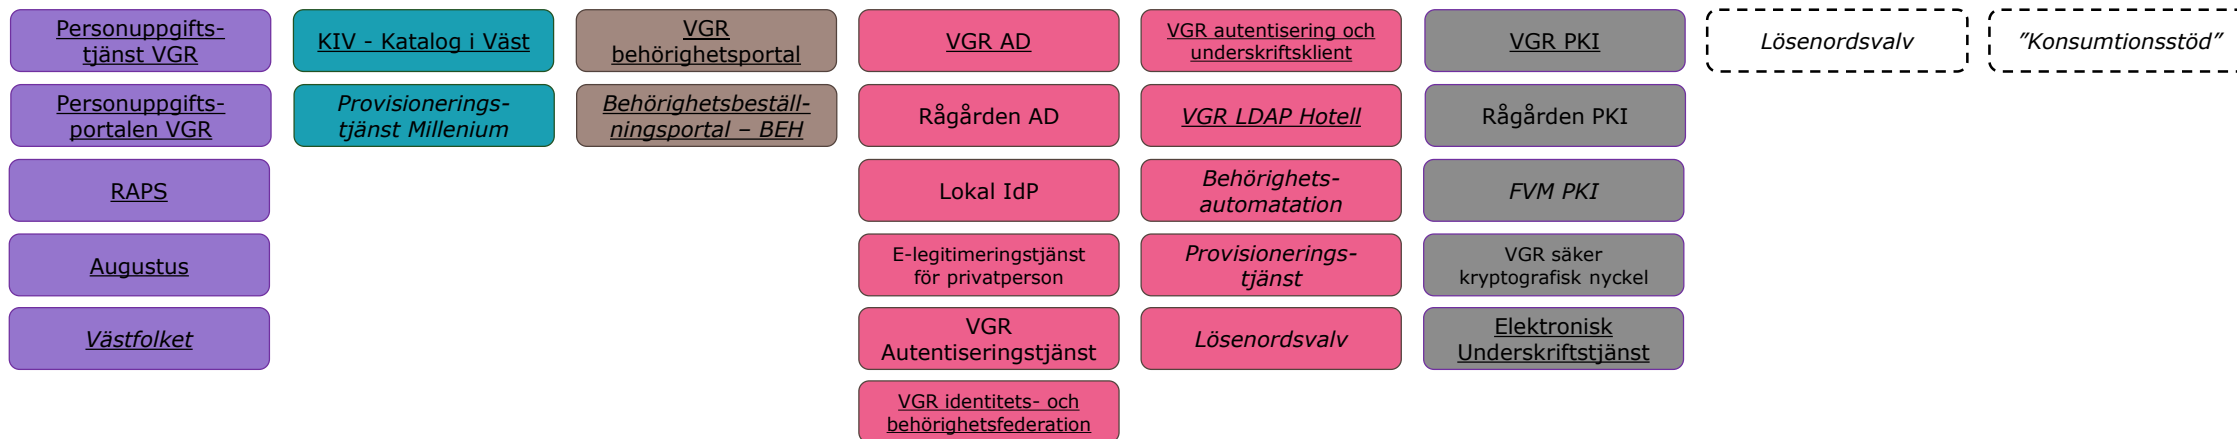 Personuppgifts-
tjänst VGR
KIV - Katalog i Väst
VGR
behörighetsportal
VGR AD
VGR autentisering och
underskriftsklient
VGR PKI
Lösenordsvalv
”Konsumtionsstöd”
Personuppgifts-
portalen VGR
Provisionerings-
tjänst Millenium
Behörighetsbeställ-
ningsportal – BEH
Rågården AD
VGR LDAP Hotell
Rågården PKI
RAPS
Lokal IdP
Behörighets-
automatation
FVM PKI
Augustus
E-legitimeringstjänst
för privatperson
Provisionerings-
tjänst
VGR säker
kryptografisk nyckel
Västfolket
VGR
Autentiseringstjänst
Lösenordsvalv
Elektronisk
Underskriftstjänst
VGR identitets- och
behörighetsfederation